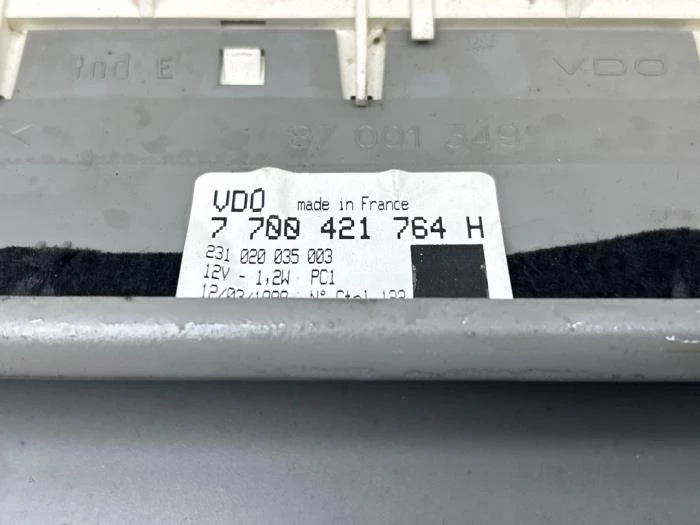 Ind E
VDO
87 001 349
VDO made in France
7 700 421 764 H
231 020 035 003
12V - 1,2W PC1